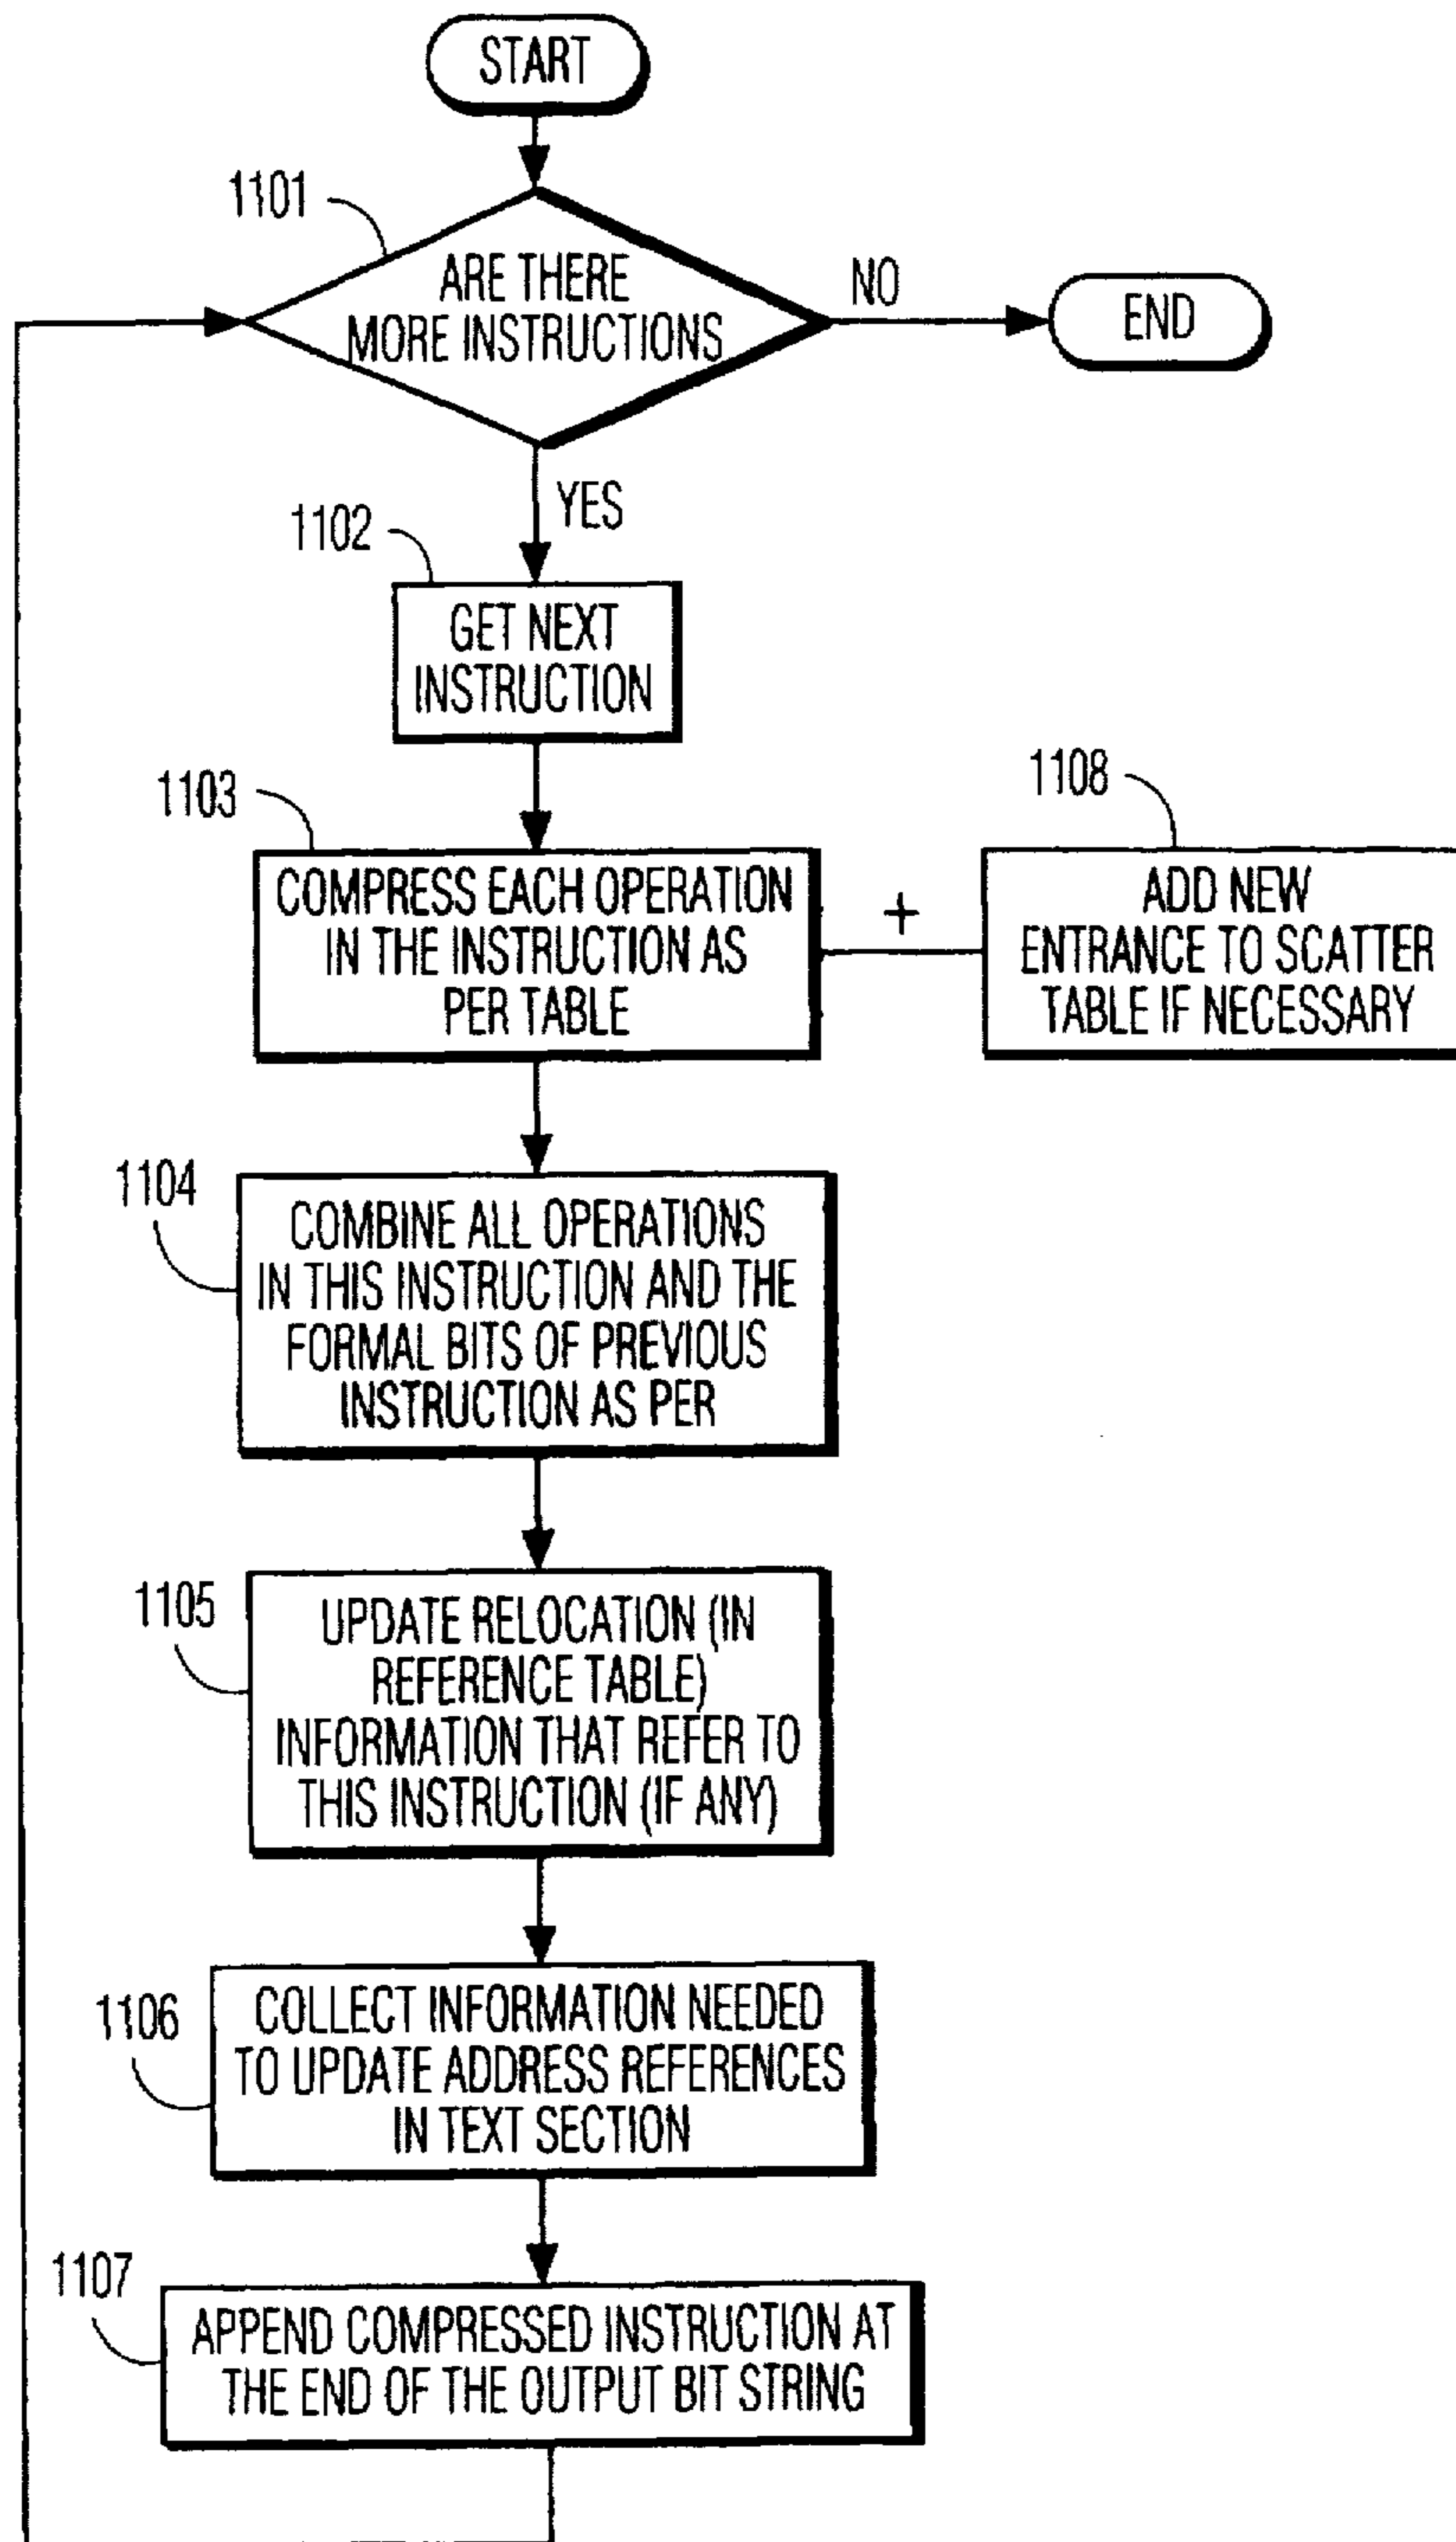 START
1101
ARE THERE
MORE INSTRUCTIONS
NO
END
YES
1102
GET NEXT
INSTRUCTION
1103
COMPRESS EACH OPERATION
IN THE INSTRUCTION AS
PER TABLE
+
1108
ADD NEW
ENTRANCE TO SCATTER
TABLE IF NECESSARY
1104
COMBINE ALL OPERATIONS
IN THIS INSTRUCTION AND THE
FORMAL BITS OF PREVIOUS
INSTRUCTION AS PER
1105
UPDATE RELOCATION (IN
REFERENCE TABLE)
INFORMATION THAT REFER TO
THIS INSTRUCTION (IF ANY)
1106
COLLECT INFORMATION NEEDED
TO UPDATE ADDRESS REFERENCES
IN TEXT SECTION
1107
APPEND COMPRESSED INSTRUCTION AT
THE END OF THE OUTPUT BIT STRING